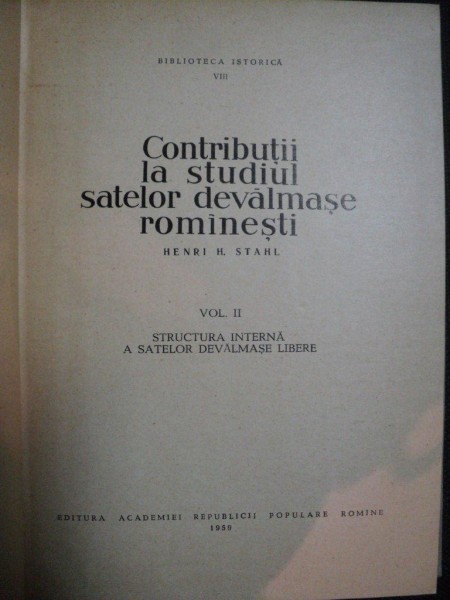 BIBLIOTECA ISTORICĂ
VIII
Contribuții
la studiul
satelor devălmașe
romînești
HENRI H. STAHL
VOL. II
STRUCTURA INTERNĂ
A SATELOR DEVĂLMAȘE LIBERE
EDITURA ACADEMIEI REPUBLICII POPULARE ROMÎNE
1959